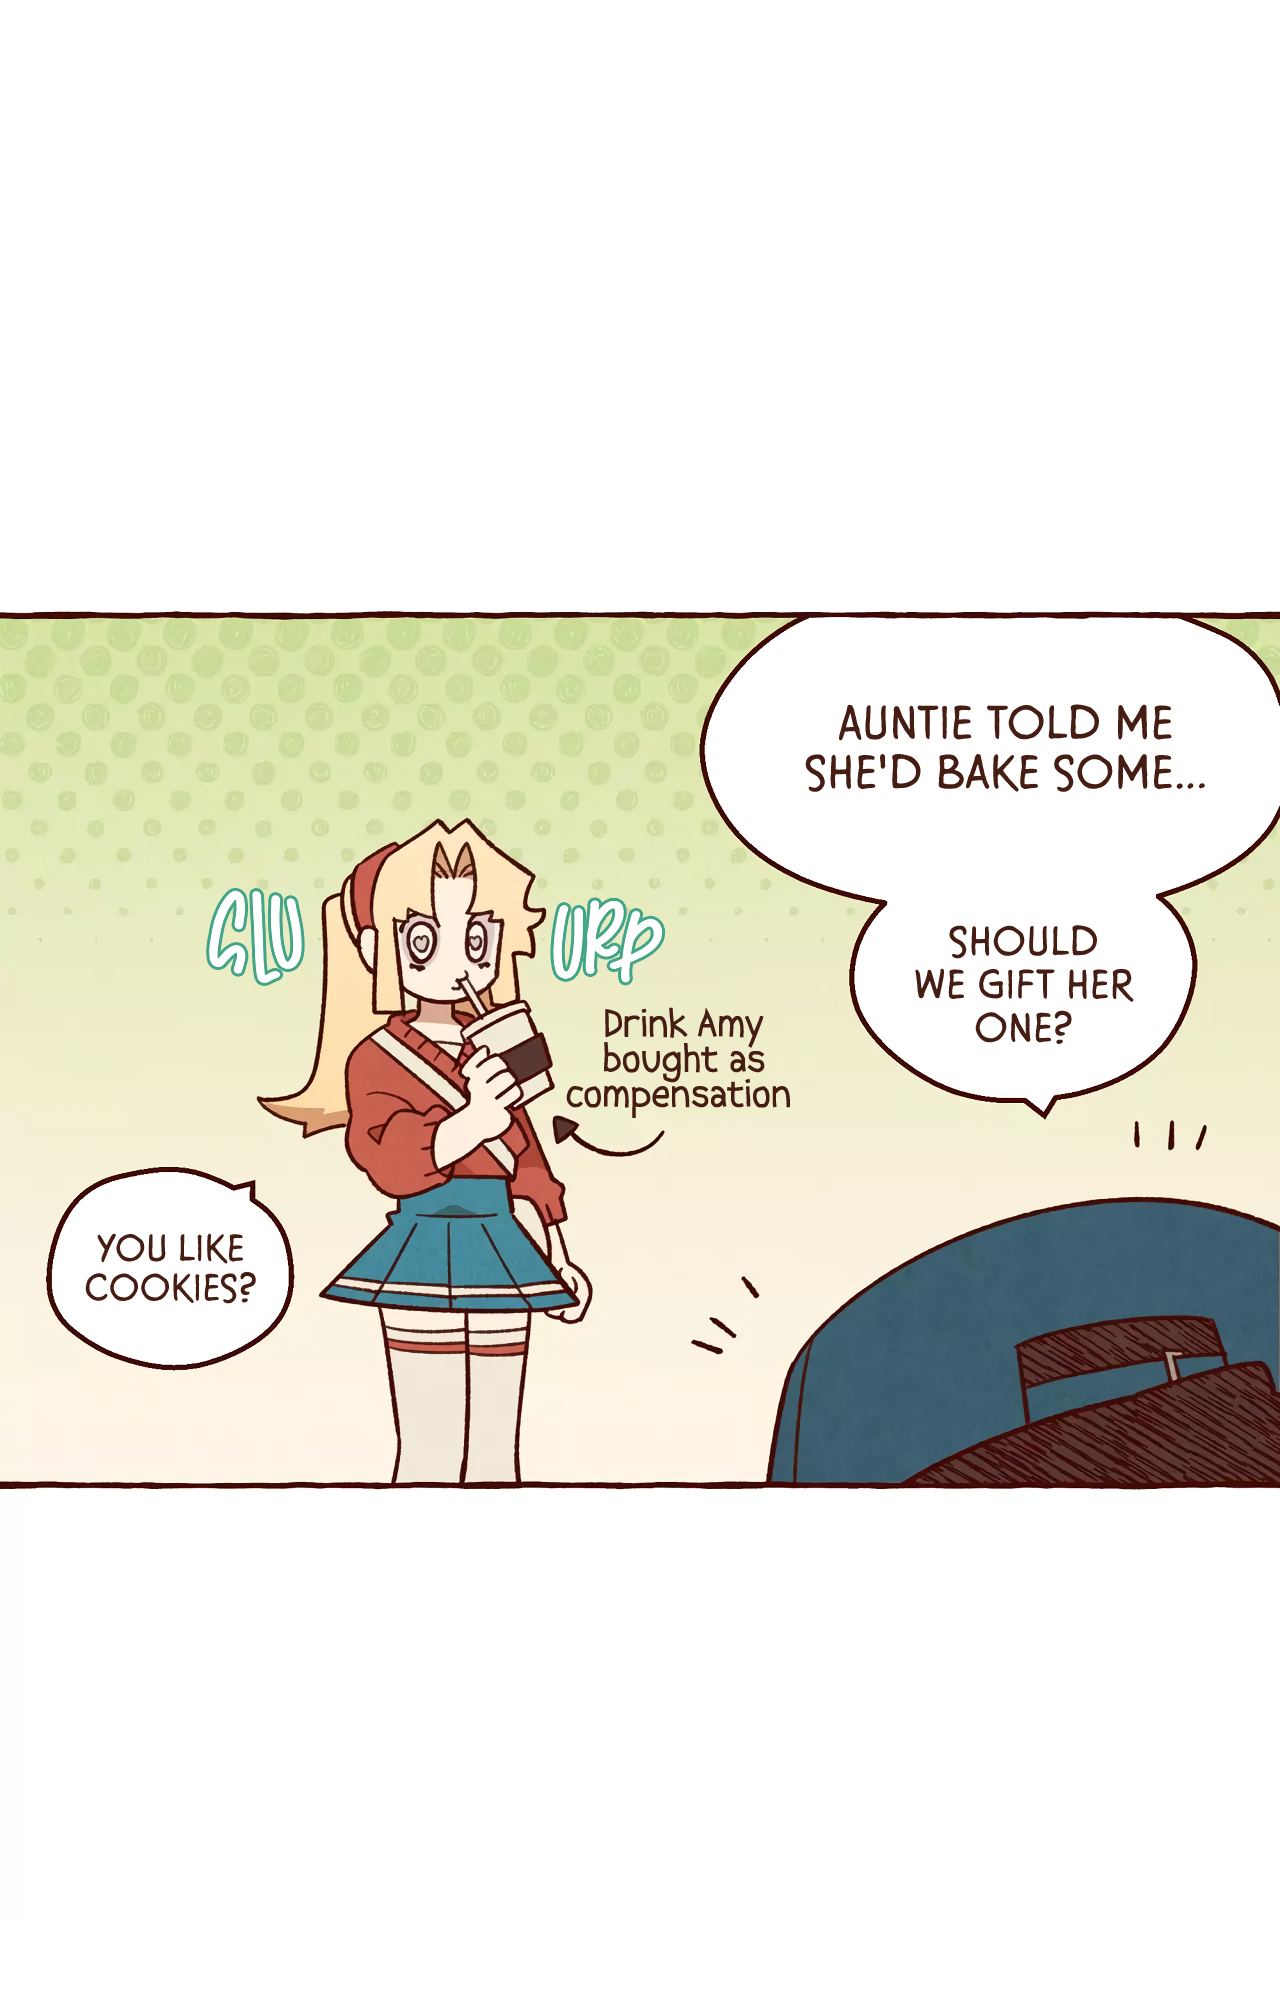 AUNTIE TOLD ME
SHE'D BAKE SOME...
SHOULD
WE GIFT HER
ONE?
GLU
URP
Drink Amy
bought as
compensation
YOU LIKE
COOKIES?